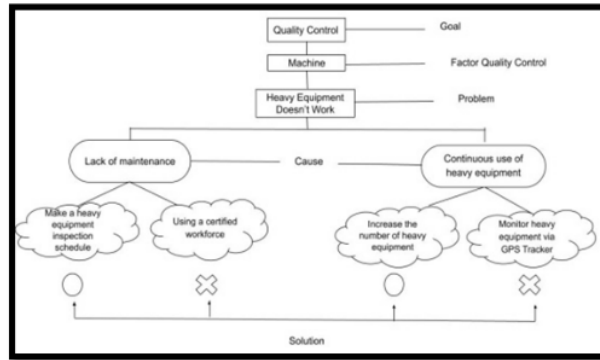 Quality Control
Goal
Machine
Factor Quality Control
Heavy Equipment
Doesn't Work
Problem
Lack of maintenance
Cause
Continuous use of
heavy equipment
Make a heavy
equipment
inspection
schedule
Using a certified
workforce
Increase the
number of heavy
equipment
Monitor heavy
equipment via
GPS Tracker
Solution